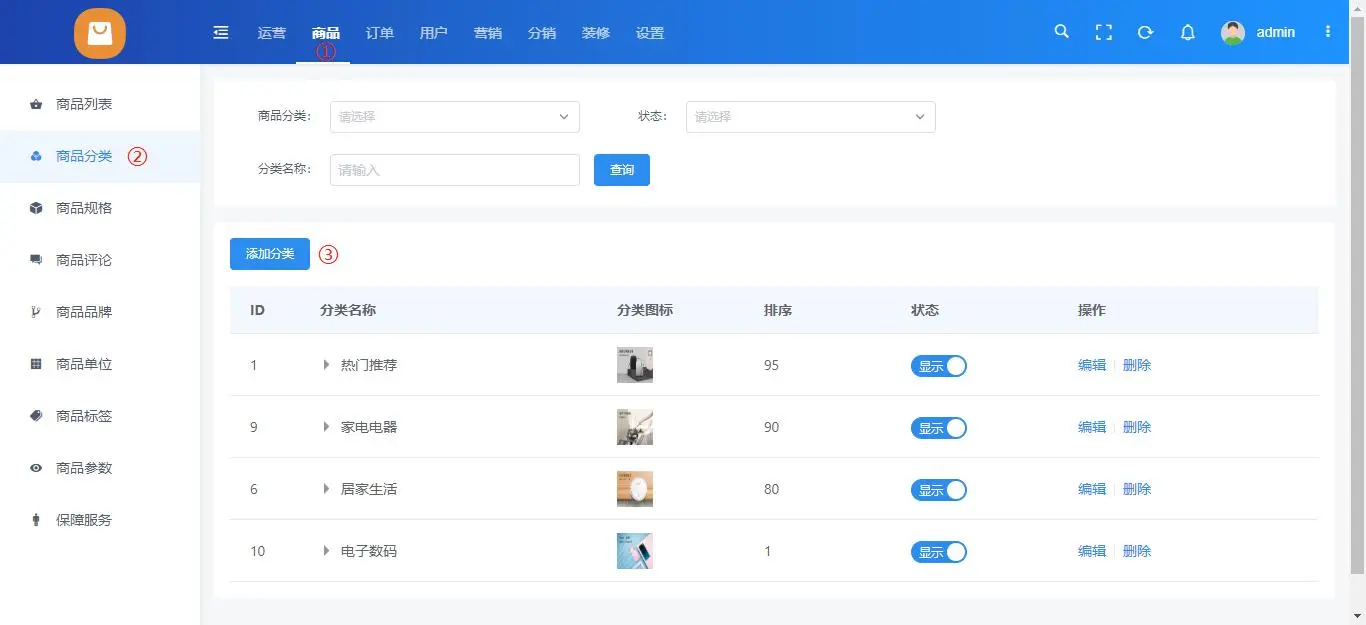 运营 商品 订单 用户 营销 分销 装修 设置 admin
①
商品列表
商品分类 ②
商品规格
商品评论
商品品牌
商品单位
商品标签
商品参数
保障服务
商品分类: 请选择 状态: 请选择
分类名称: 请输入 查询
添加分类 ③
ID 分类名称 分类图标 排序 状态 操作
1 热门推荐 95 显示 编辑 删除
9 家电电器 90 显示 编辑 删除
6 居家生活 80 显示 编辑 删除
10 电子数码 1 显示 编辑 删除